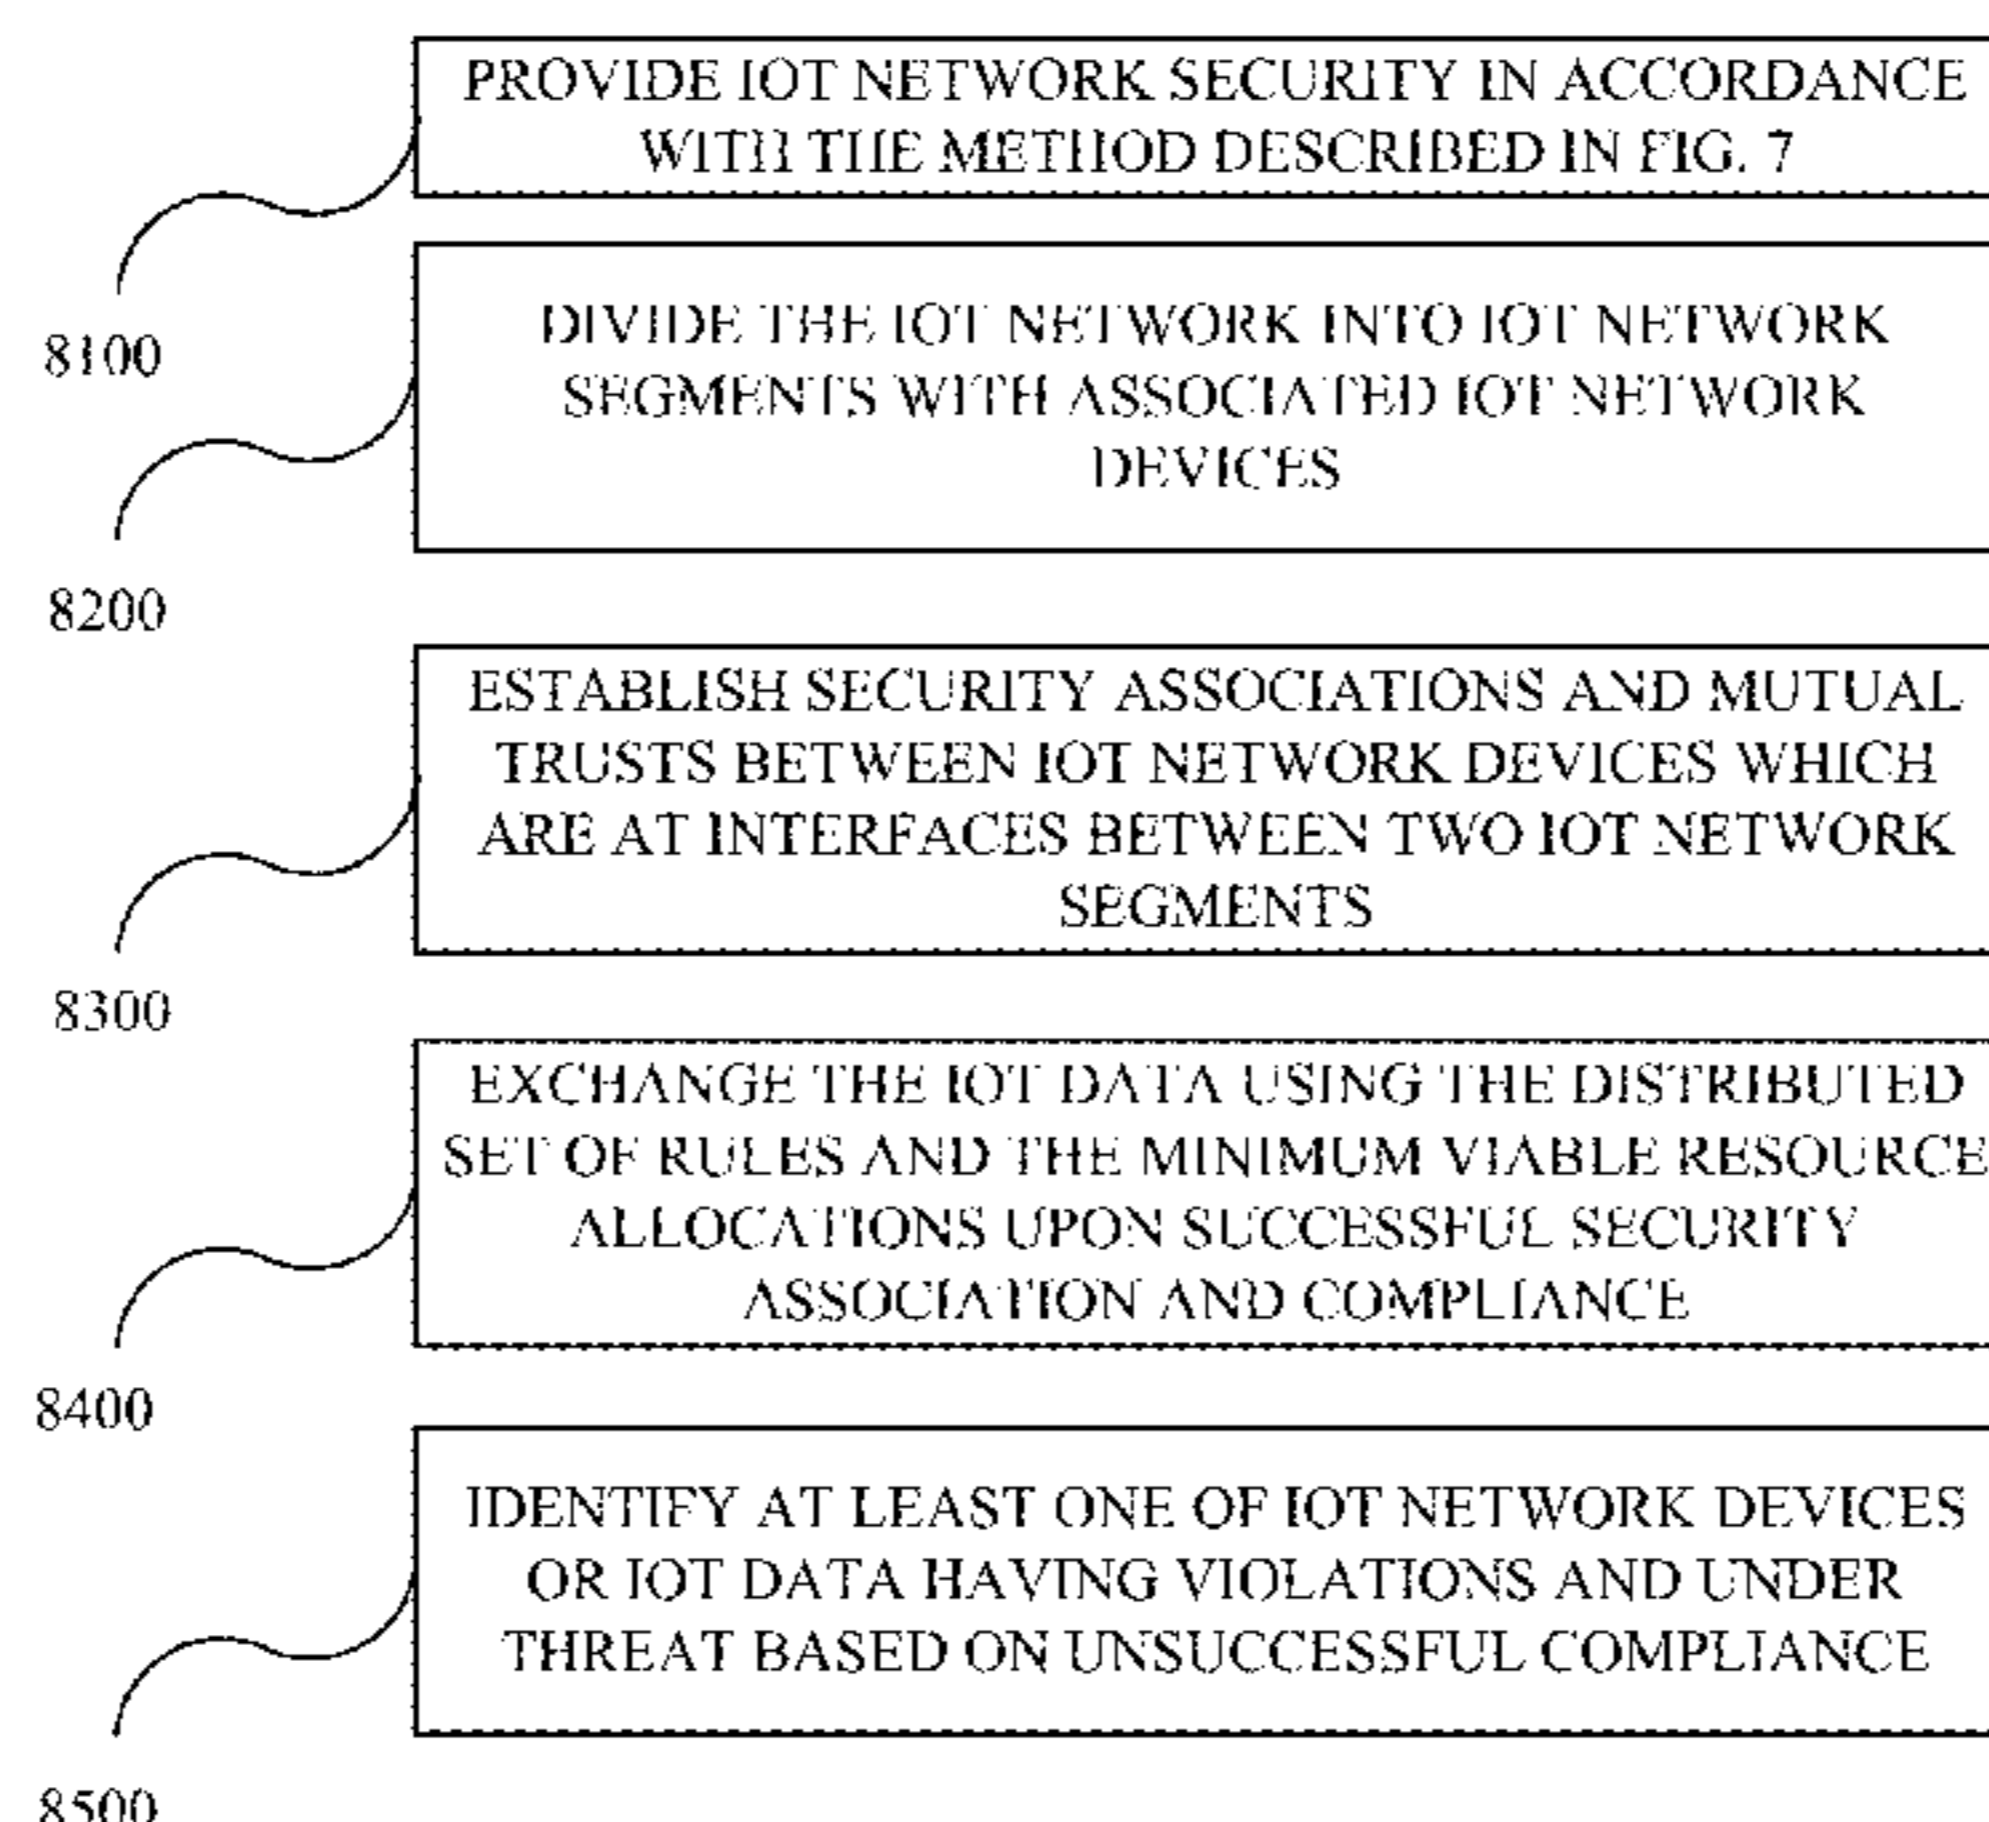 PROVIDE IOT NETWORK SECURITY IN ACCORDANCE
WITH THE METHOD DESCRIBED IN FIG. 7
8100
DIVIDE THE IOT NETWORK INTO IOT NETWORK
SEGMENTS WITH ASSOCIATED IOT NETWORK
DEVICES
8200
ESTABLISH SECURITY ASSOCIATIONS AND MUTUAL
TRUSTS BETWEEN IOT NETWORK DEVICES WHICH
ARE AT INTERFACES BETWEEN TWO IOT NETWORK
SEGMENTS
8300
EXCHANGE THE IOT DATA USING THE DISTRIBUTED
SET OF RULES AND THE MINIMUM VIABLE RESOURCE
ALLOCATIONS UPON SUCCESSFUL SECURITY
ASSOCIATION AND COMPLIANCE
8400
IDENTIFY AT LEAST ONE OF IOT NETWORK DEVICES
OR IOT DATA HAVING VIOLATIONS AND UNDER
THREAT BASED ON UNSUCCESSFUL COMPLIANCE
8500